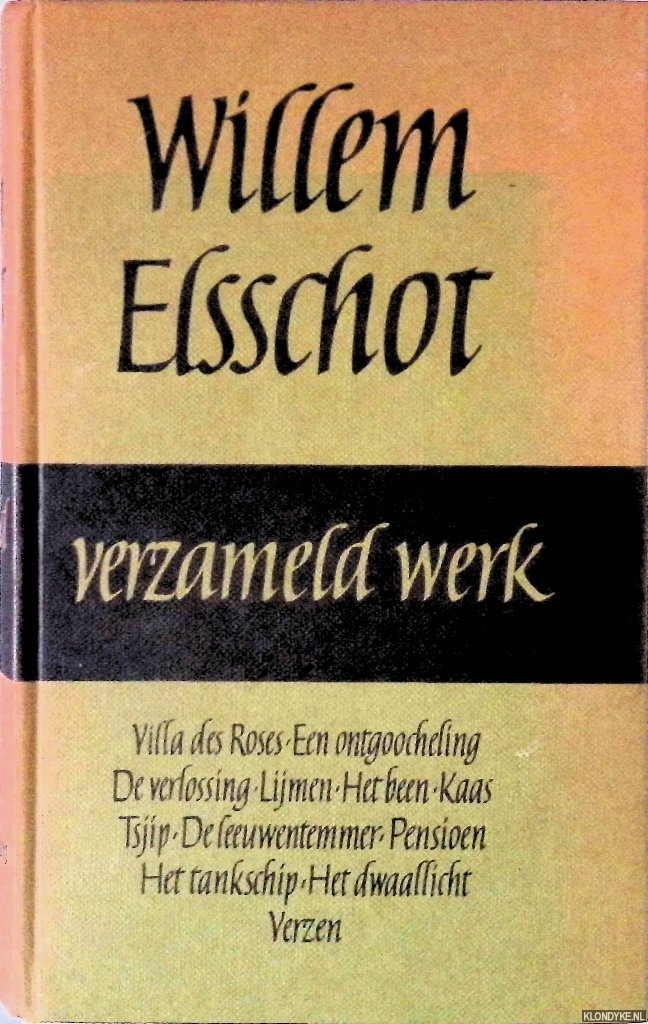 Willem
Elsschot
verzameld werk
Villa des Roses·Een ontgoocheling
De verlossing·Lijmen·Het been·Kaas
Tsjip·De leeuwentemmer·Pensioen
Het tankschip·Het dwaallicht
Verzen
KLONDYKE.NL